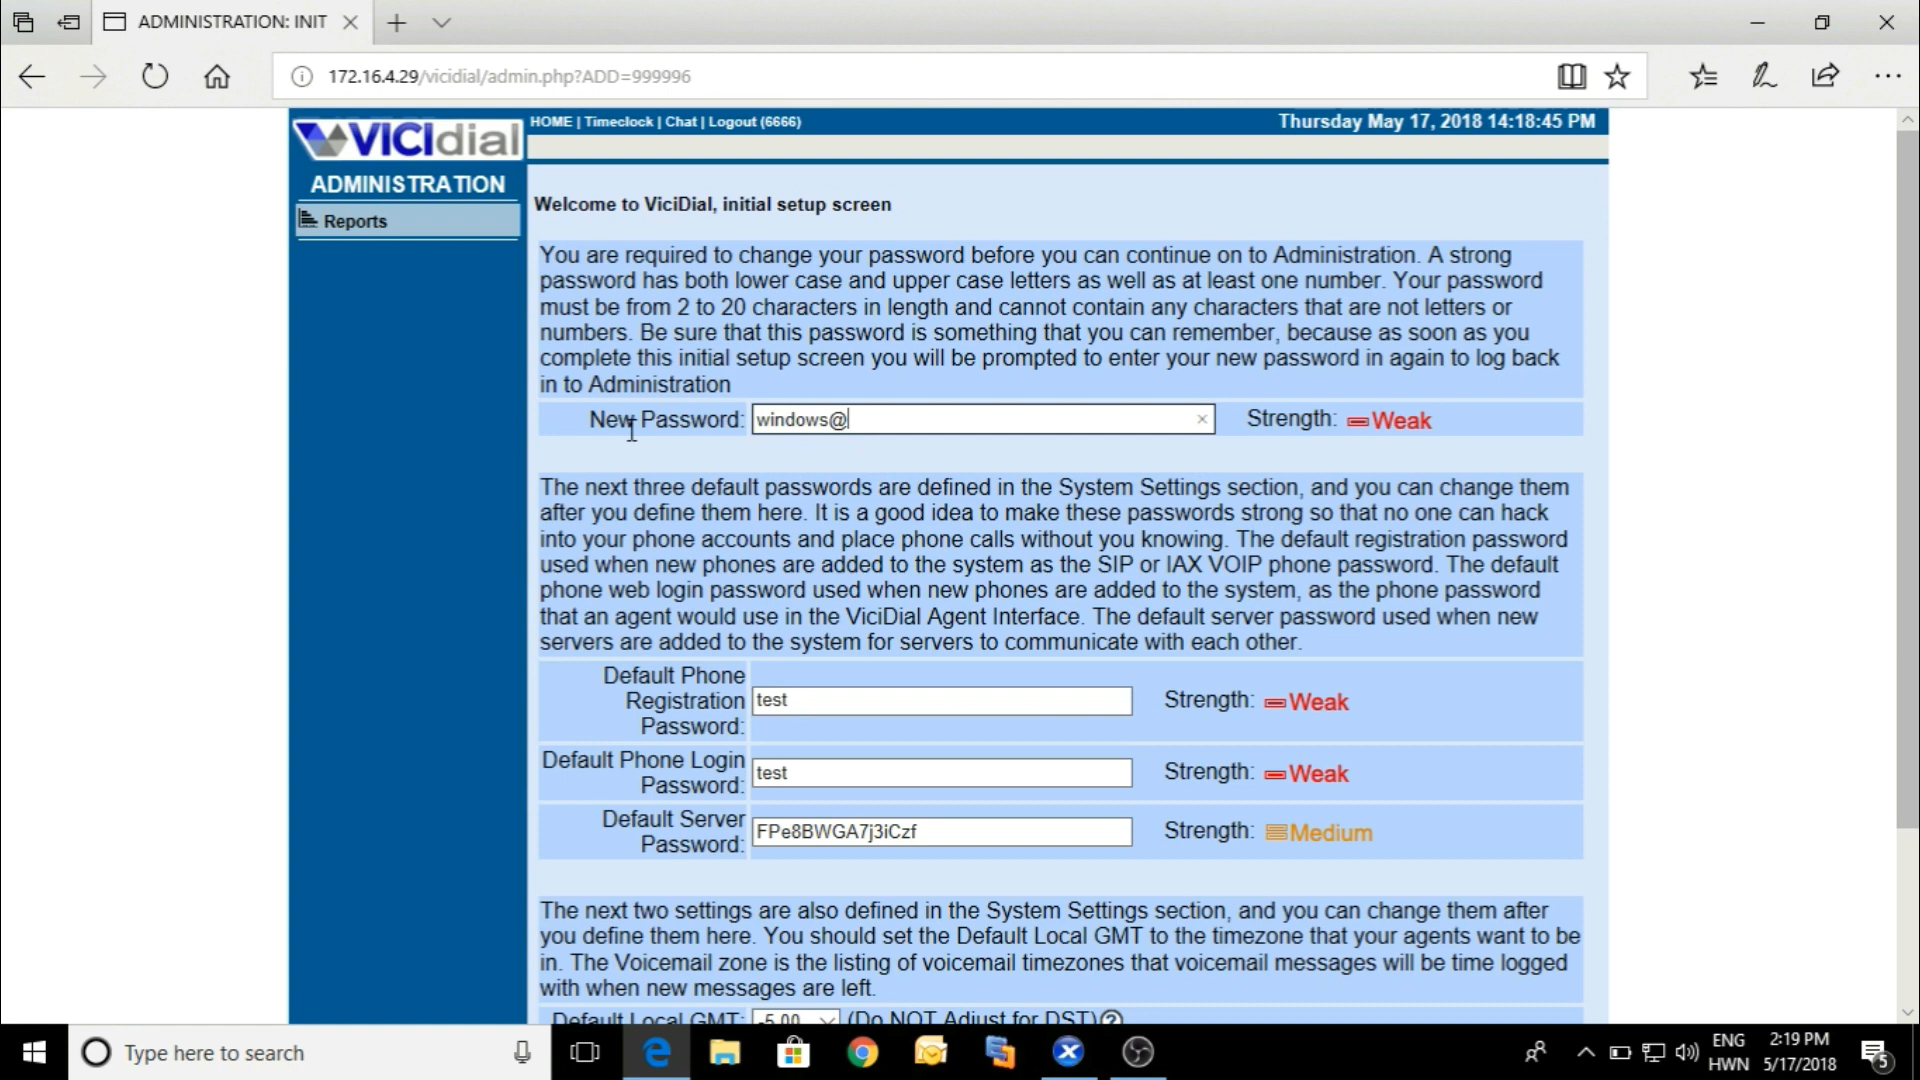 ADMINISTRATION: INIT
172.16.4.29/vicidial/admin.php?ADD=999996
VICIdial
HOME | Timeclock | Chat | Logout (6666)
Thursday May 17, 2018 14:18:45 PM
ADMINISTRATION
Reports
Welcome to ViciDial, initial setup screen
You are required to change your password before you can continue on to Administration. A strong
password has both lower case and upper case letters as well as at least one number. Your password
must be from 2 to 20 characters in length and cannot contain any characters that are not letters or
numbers. Be sure that this password is something that you can remember, because as soon as you
complete this initial setup screen you will be prompted to enter your new password in again to log back
in to Administration
New Password: windows@ Strength: Weak
The next three default passwords are defined in the System Settings section, and you can change them
after you define them here. It is a good idea to make these passwords strong so that no one can hack
into your phone accounts and place phone calls without you knowing. The default registration password
used when new phones are added to the system as the SIP or IAX VOIP phone password. The default
phone web login password used when new phones are added to the system, as the phone password
that an agent would use in the ViciDial Agent Interface. The default server password used when new
servers are added to the system for servers to communicate with each other.
Default Phone
Registration test Strength: Weak
Password:
Default Phone Login
Password: test Strength: Weak
Default Server
Password: FPe8BWGA7j3iCzf Strength: Medium
The next two settings are also defined in the System Settings section, and you can change them after
you define them here. You should set the Default Local GMT to the timezone that your agents want to be
in. The Voicemail zone is the listing of voicemail timezones that voicemail messages will be time logged
with when new messages are left.
Default Local GMT: -5.00 (Do NOT Adjust for DST)
Type here to search
ENG
HWN
2:19 PM
5/17/2018
5